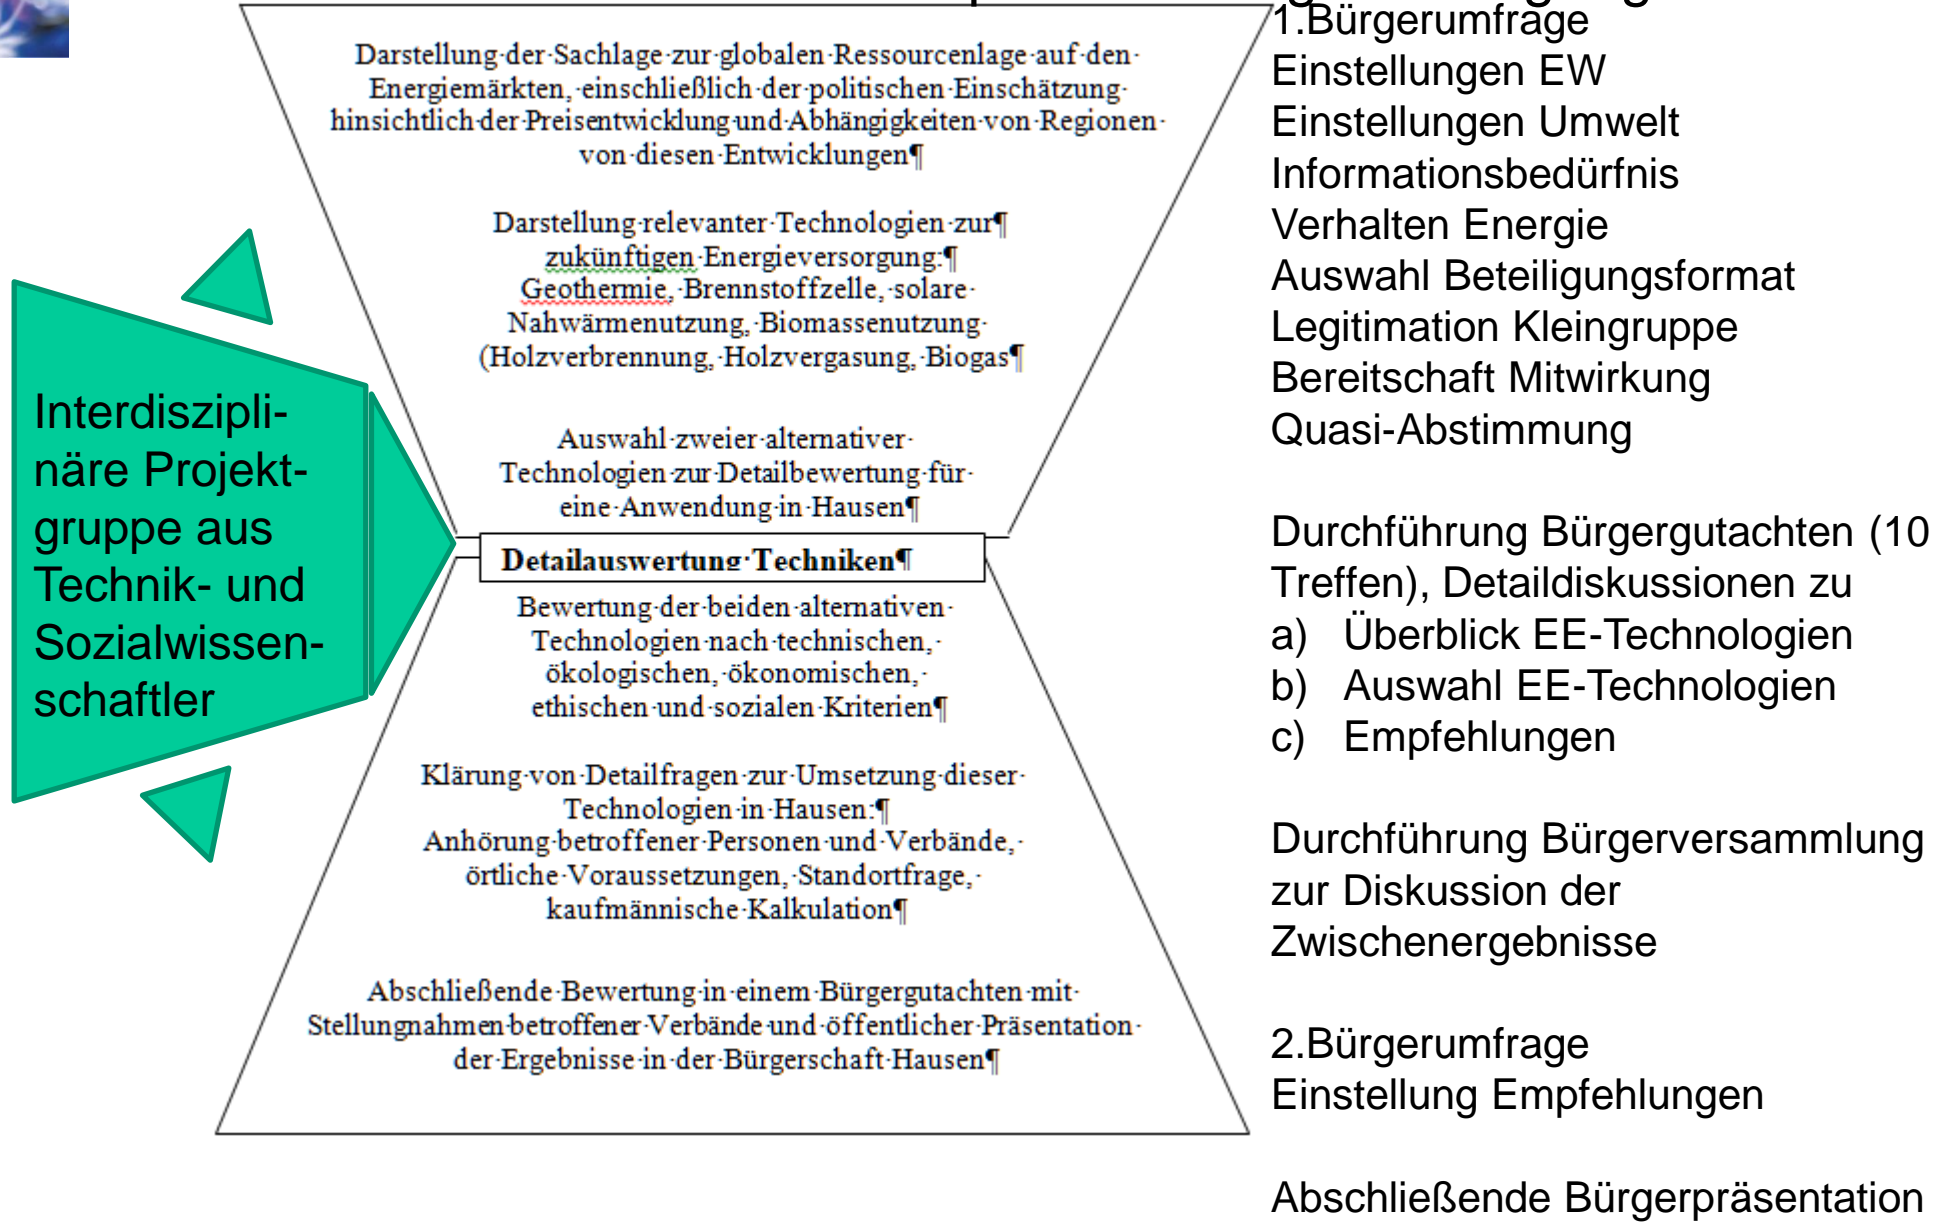 Darstellung·der·Sachlage·zur·globalen·Ressourcenlage·auf·den·
Energiemärkten,·einschließlich·der·politischen·Einschätzung·
hinsichtlich·der·Preisentwicklung·und·Abhängigkeiten·von·Regionen·
von·diesen·Entwicklungen¶
Darstellung·relevanter·Technologien·zur¶
zukünftigen·Energieversorgung:¶
Geothermie,·Brennstoffzelle,·solare·
Nahwärmenutzung,·Biomassenutzung·
(Holzverbrennung,·Holzvergasung,·Biogas¶
Auswahl·zweier·alternativer·
Technologien·zur·Detailbewertung·für·
eine·Anwendung·in·Hausen¶
Detailauswertung·Techniken¶
Bewertung·der·beiden·alternativen·
Technologien·nach·technischen,·
ökologischen,·ökonomischen,·
ethischen·und·sozialen·Kriterien¶
Klärung·von·Detailfragen·zur·Umsetzung·dieser·
Technologien·in·Hausen:¶
Anhörung·betroffener·Personen·und·Verbände,·
örtliche·Voraussetzungen,·Standortfrage,·
kaufmännische·Kalkulation¶
Abschließende·Bewertung·in·einem·Bürgergutachten·mit·
Stellungnahmen·betroffener·Verbände·und·öffentlicher·Präsentation·
der·Ergebnisse·in·der·Bürgerschaft·Hausen¶
Interdiszipli-
näre Projekt-
gruppe aus
Technik- und
Sozialwissen-
schaftler
1.Bürgerumfrage
Einstellungen EW
Einstellungen Umwelt
Informationsbedürfnis
Verhalten Energie
Auswahl Beteiligungsformat
Legitimation Kleingruppe
Bereitschaft Mitwirkung
Quasi-Abstimmung
Durchführung Bürgergutachten (10
Treffen), Detaildiskussionen zu
a) Überblick EE-Technologien
b) Auswahl EE-Technologien
c) Empfehlungen
Durchführung Bürgerversammlung
zur Diskussion der
Zwischenergebnisse
2.Bürgerumfrage
Einstellung Empfehlungen
Abschließende Bürgerpräsentation